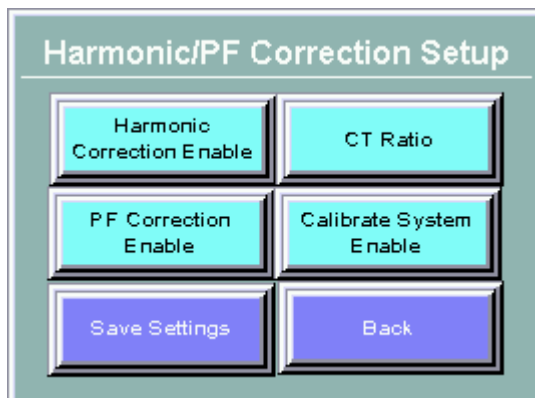 Harmonic/PF Correction Setup
Harmonic
Correction Enable
CT Ratio
PF Correction
Enable
Calibrate System
Enable
Save Settings
Back